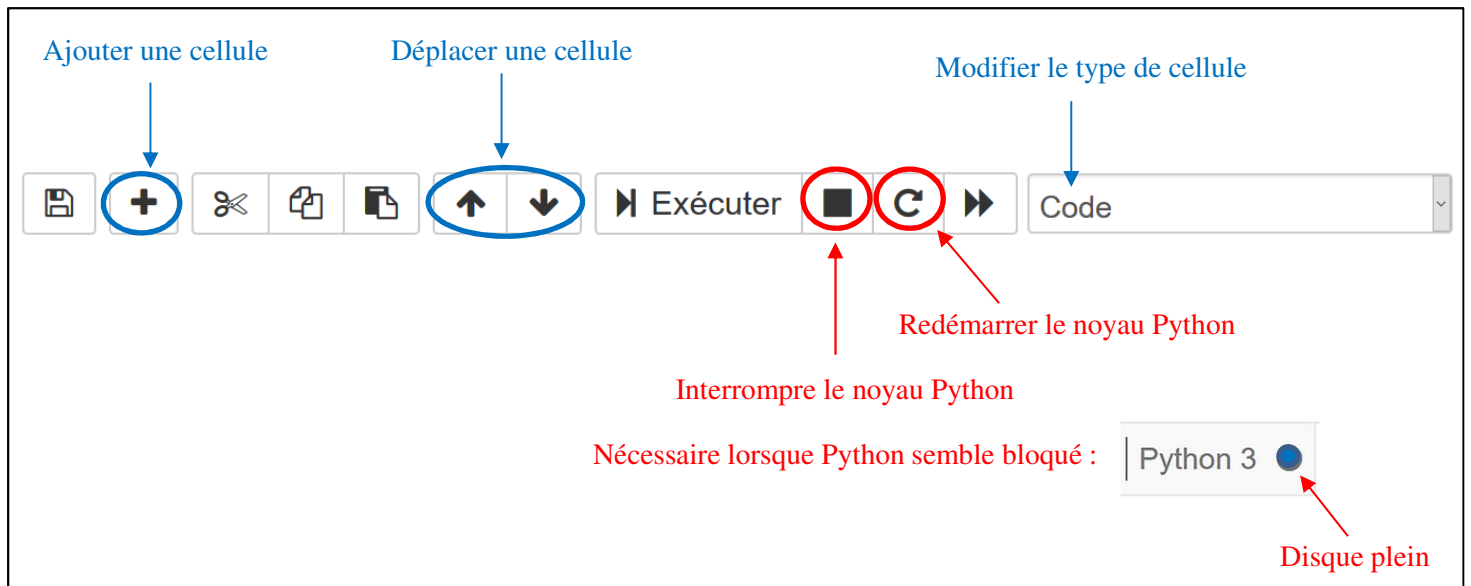 Ajouter une cellule
Déplacer une cellule
Modifier le type de cellule
Exécuter
Code
Redémarrer le noyau Python
Interrompre le noyau Python
Nécessaire lorsque Python semble bloqué :
Python 3
Disque plein